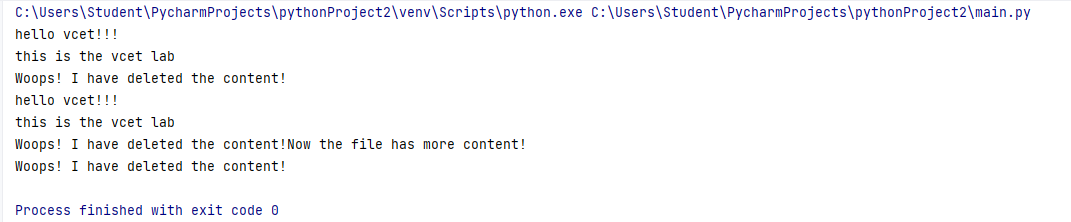 C:\Users\Student\PycharmProjects\pythonProject2\venv\Scripts\python.exe C:\Users\Student\PycharmProjects\pythonProject2\main.py
hello vcet!!!
this is the vcet lab
Woops! I have deleted the content!
hello vcet!!!
this is the vcet lab
Woops! I have deleted the content!Now the file has more content!
Woops! I have deleted the content!
Process finished with exit code 0